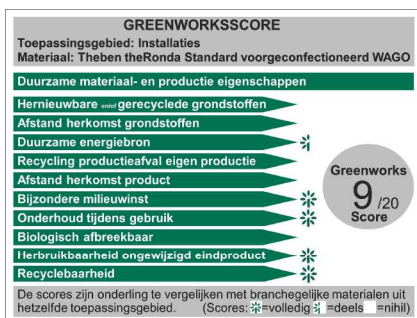 GREENWORKSSCORE
Toepassingsgebied: Installaties
Materiaal: Theben theRonda Standard voorgeconfectioneerd WAGO
Duurzame materiaal- en productie eigenschappen
Hernieuwbare en/of gerecyclede grondstoffen
Afstand herkomst grondstoffen
Duurzame energiebron
Recycling productieafval eigen productie
Afstand herkomst product
Bijzondere milieuwinst
Onderhoud tijdens gebruik
Biologisch afbreekbaar
Herbruikbaarheid ongewijzigd eindproduct
Recyclebaarheid
Greenworks
9 /20
Score
De scores zijn onderling te vergelijken met branchegelijke materialen uit
hetzelfde toepassingsgebied. (Scores: =volledig =deels =nihil)